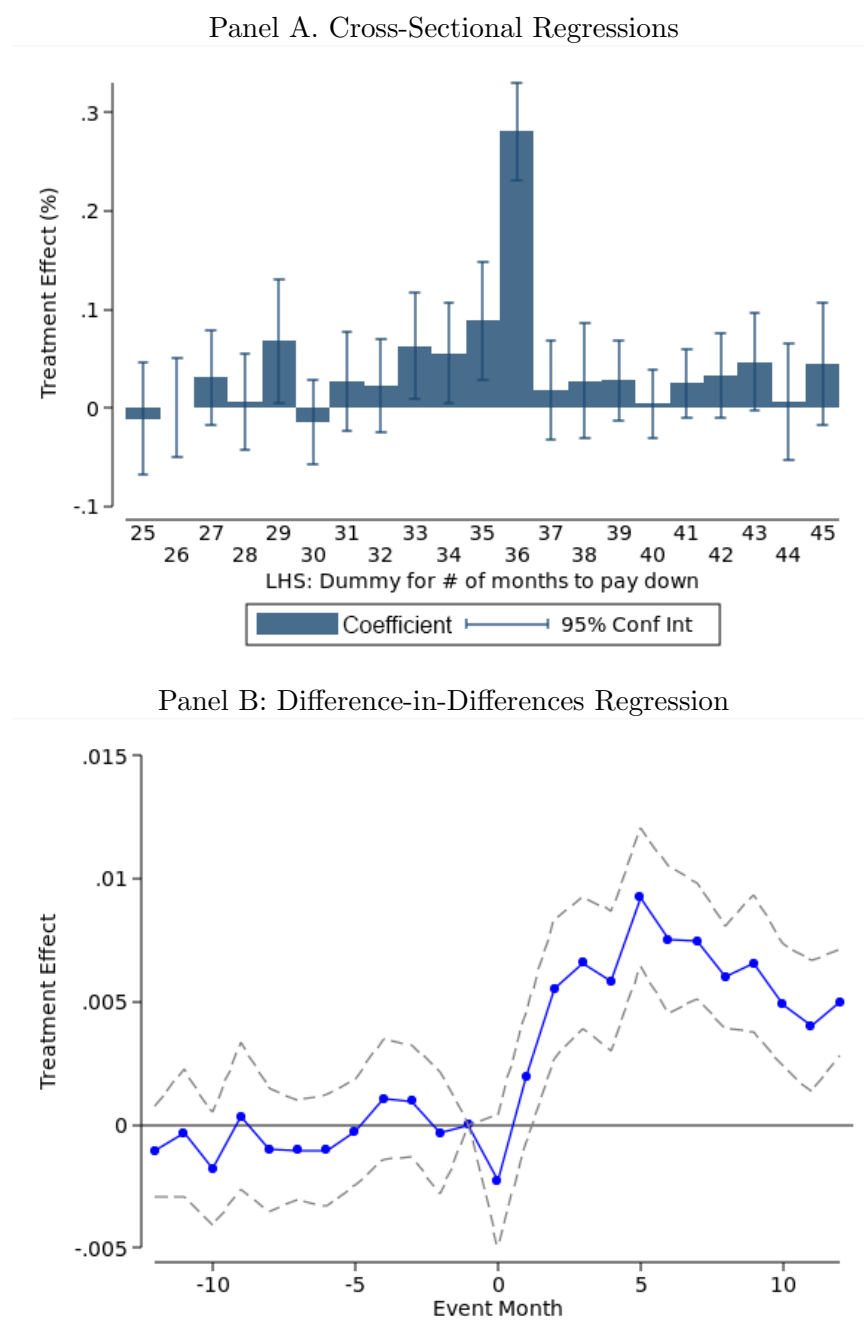 Panel A. Cross-Sectional Regressions
Treatment Effect (%)
.3
.2
.1
0
-.1
25 27 29 31 33 35 37 39 41 43 45
26 28 30 32 34 36 38 40 42 44
LHS: Dummy for # of months to pay down
Coefficient 95% Conf Int
Panel B: Difference-in-Differences Regression
Treatment Effect
.015
.01
.005
0
-.005
-10 -5 0 5 10
Event Month